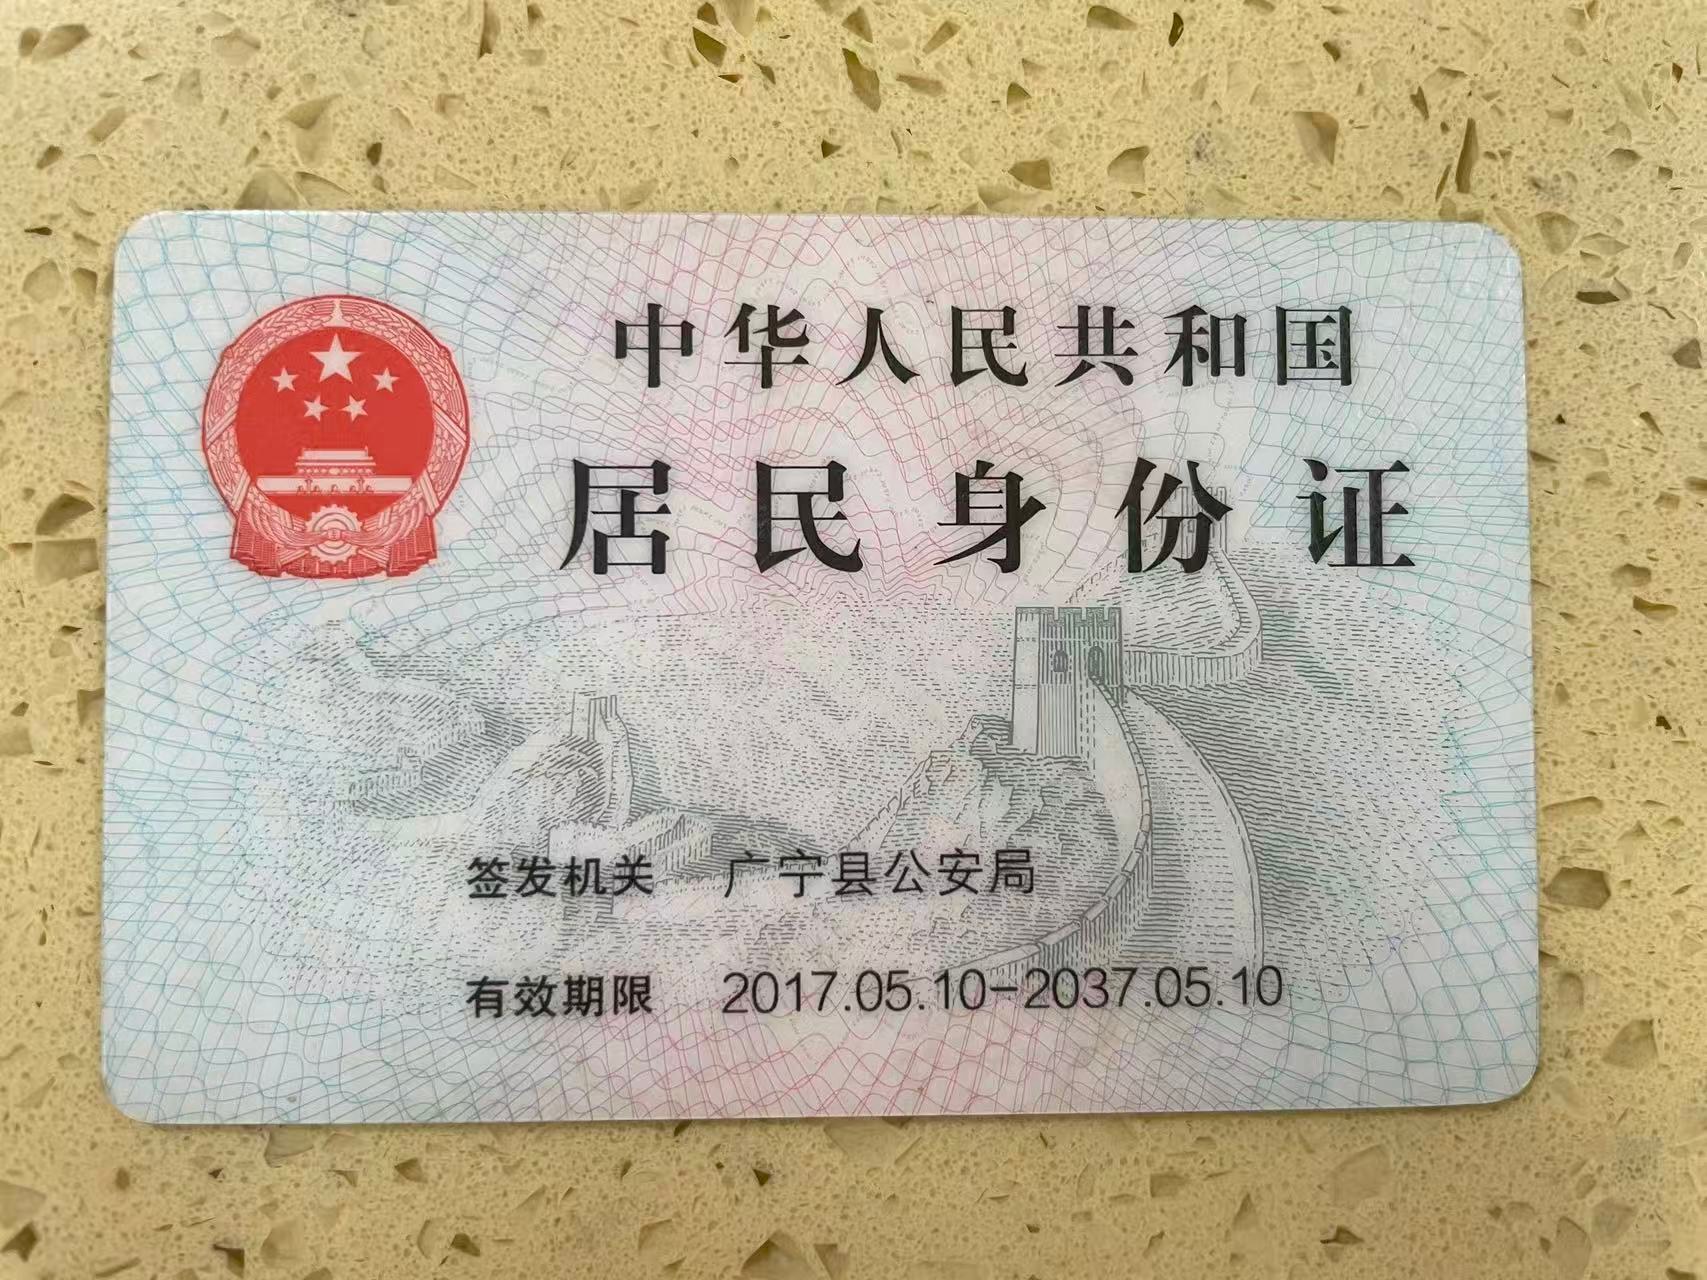 中华人民共和国
居民身份证
签发机关 广宁县公安局
有效期限 2017.05.10-2037.05.10